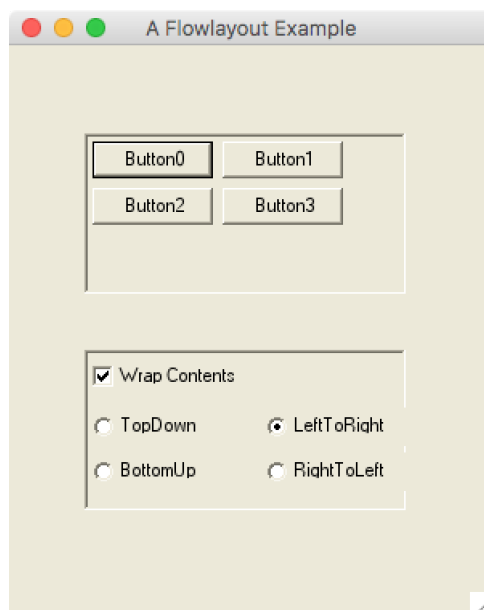 A Flowlayout Example
Button0 Button1
Button2 Button3
Wrap Contents
TopDown LeftToRight
BottomUp RightToLeft